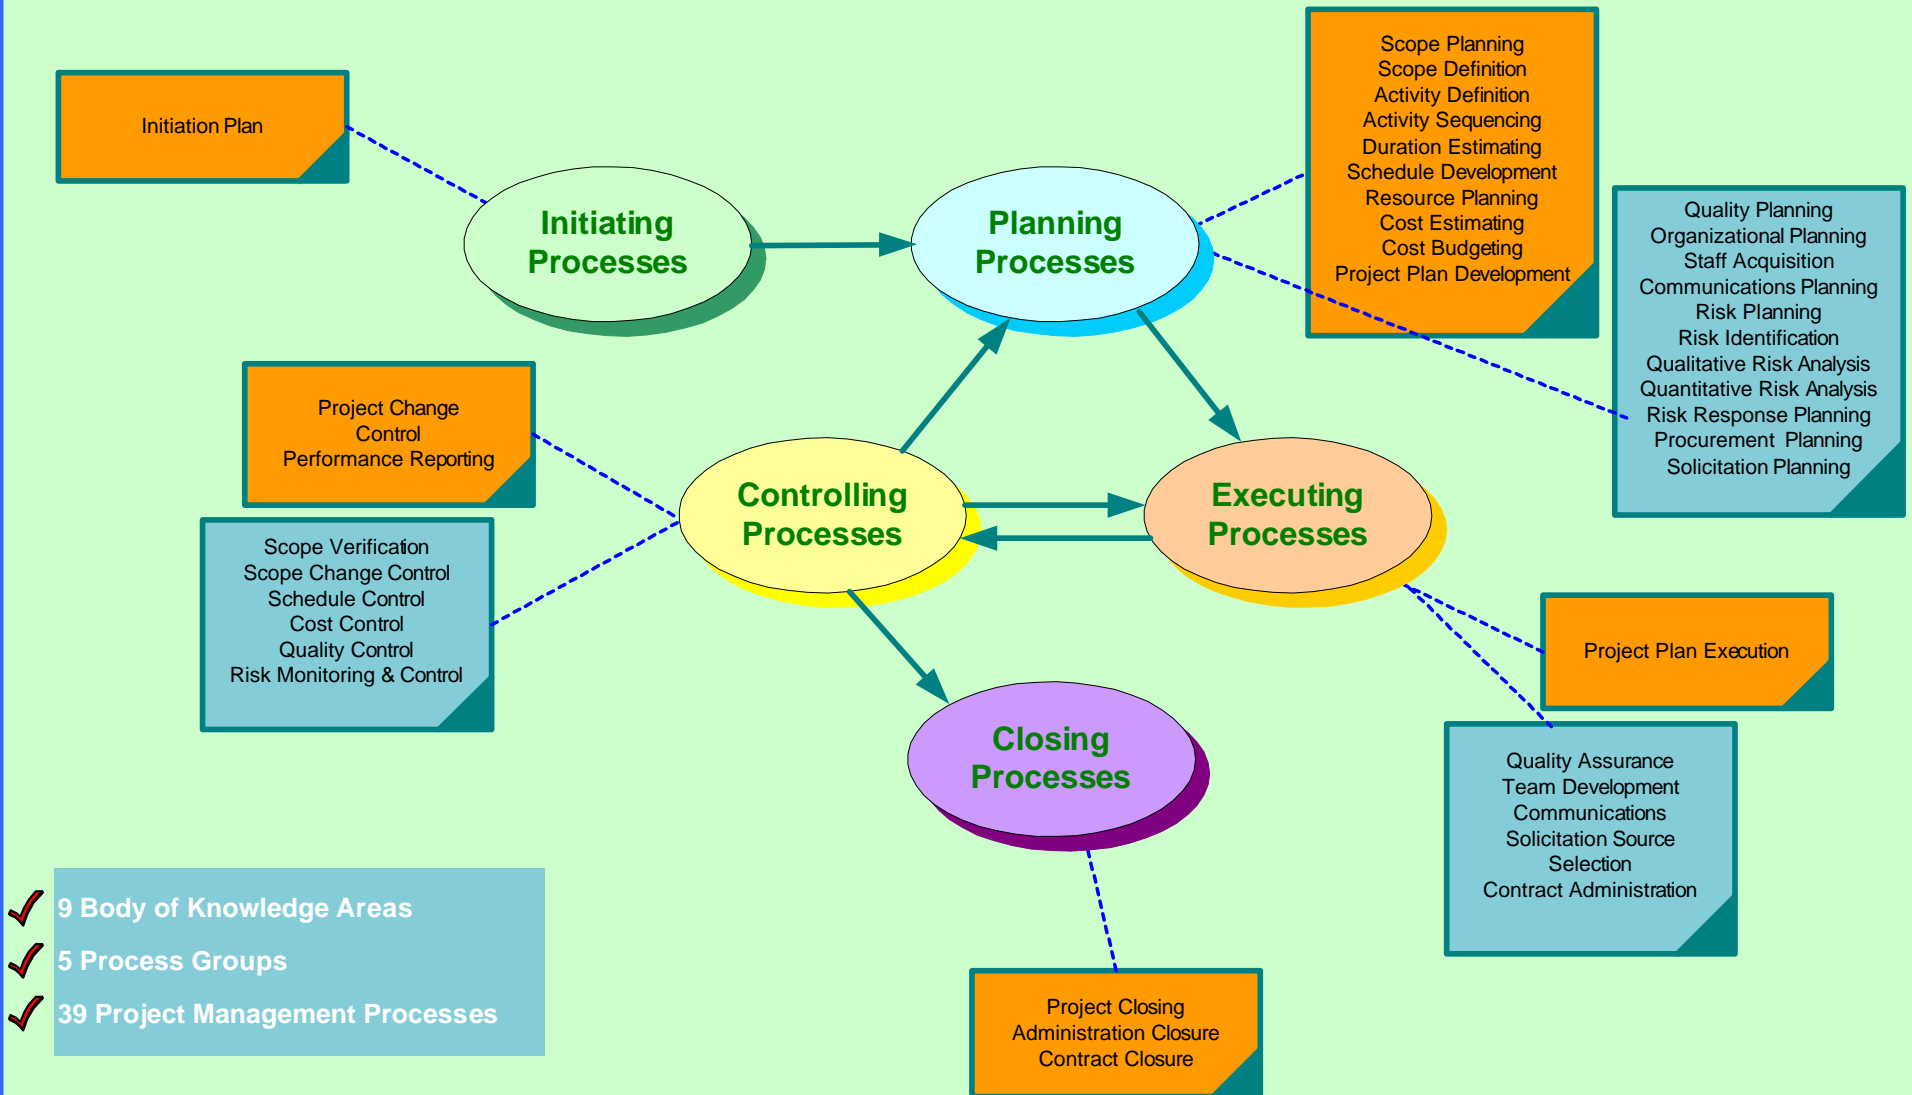 Initiation Plan
Initiating
Processes
Planning
Processes
Scope Planning
Scope Definition
Activity Definition
Activity Sequencing
Duration Estimating
Schedule Development
Resource Planning
Cost Estimating
Cost Budgeting
Project Plan Development
Quality Planning
Organizational Planning
Staff Acquisition
Communications Planning
Risk Planning
Risk Identification
Qualitative Risk Analysis
Quantitative Risk Analysis
Risk Response Planning
Procurement Planning
Solicitation Planning
Project Change
Control
Performance Reporting
Scope Verification
Scope Change Control
Schedule Control
Cost Control
Quality Control
Risk Monitoring & Control
Controlling
Processes
Executing
Processes
Project Plan Execution
Quality Assurance
Team Development
Communications
Solicitation Source
Selection
Contract Administration
Closing
Processes
Project Closing
Administration Closure
Contract Closure
9 Body of Knowledge Areas
5 Process Groups
39 Project Management Processes